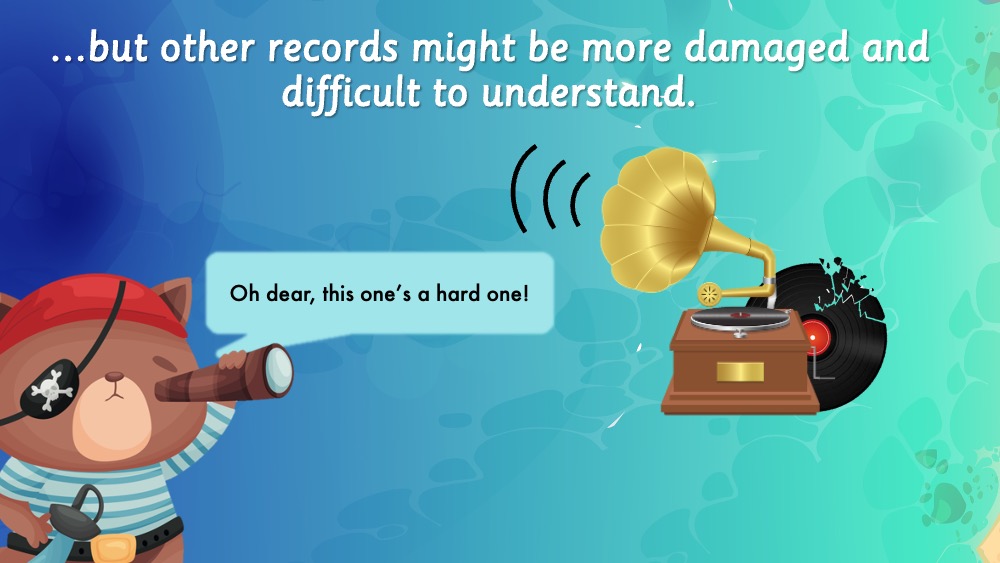 ...but other records might be more damaged and
difficult to understand.
Oh dear, this one's a hard one!